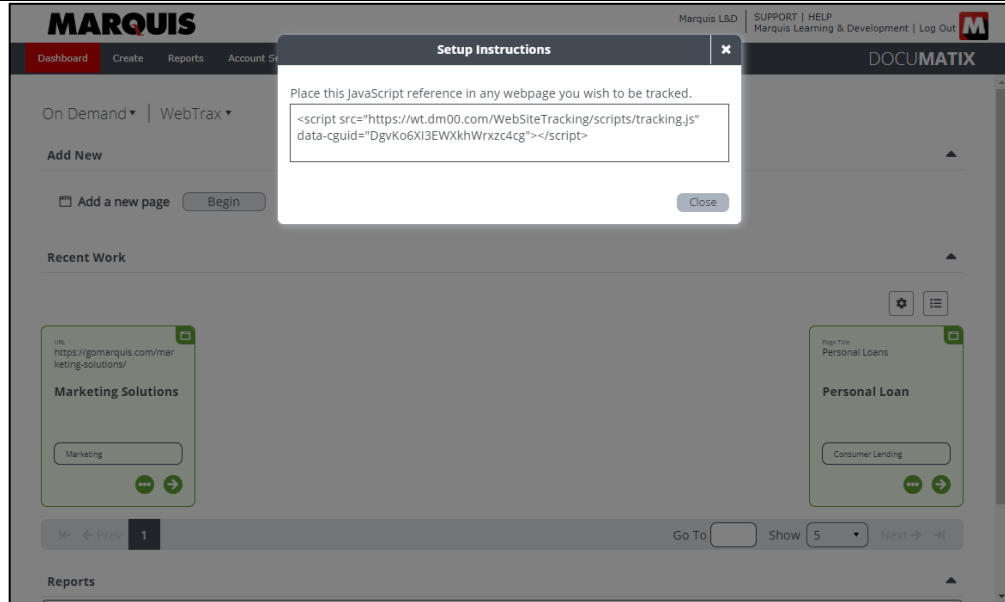 MARQUIS
Marquis L&D
SUPPORT | HELP
Marquis Learning & Development | Log Out
M
Dashboard Create Reports Account Se
DOCUMATIX
Setup Instructions
Place this JavaScript reference in any webpage you wish to be tracked.
<script src="https://wt.dm00.com/WebSiteTracking/scripts/tracking.js"
data-cguid="DgvKo6XI3EWXkhWrxzc4cg"></script>
Close
On Demand | WebTrax
Add New
Add a new page Begin
Recent Work
URL
https://gomarquis.com/mar
keting-solutions/
Marketing Solutions
Marketing
Page Title
Personal Loans
Personal Loan
Consumer Lending
Prev 1
Go To Show 5 Next
Reports